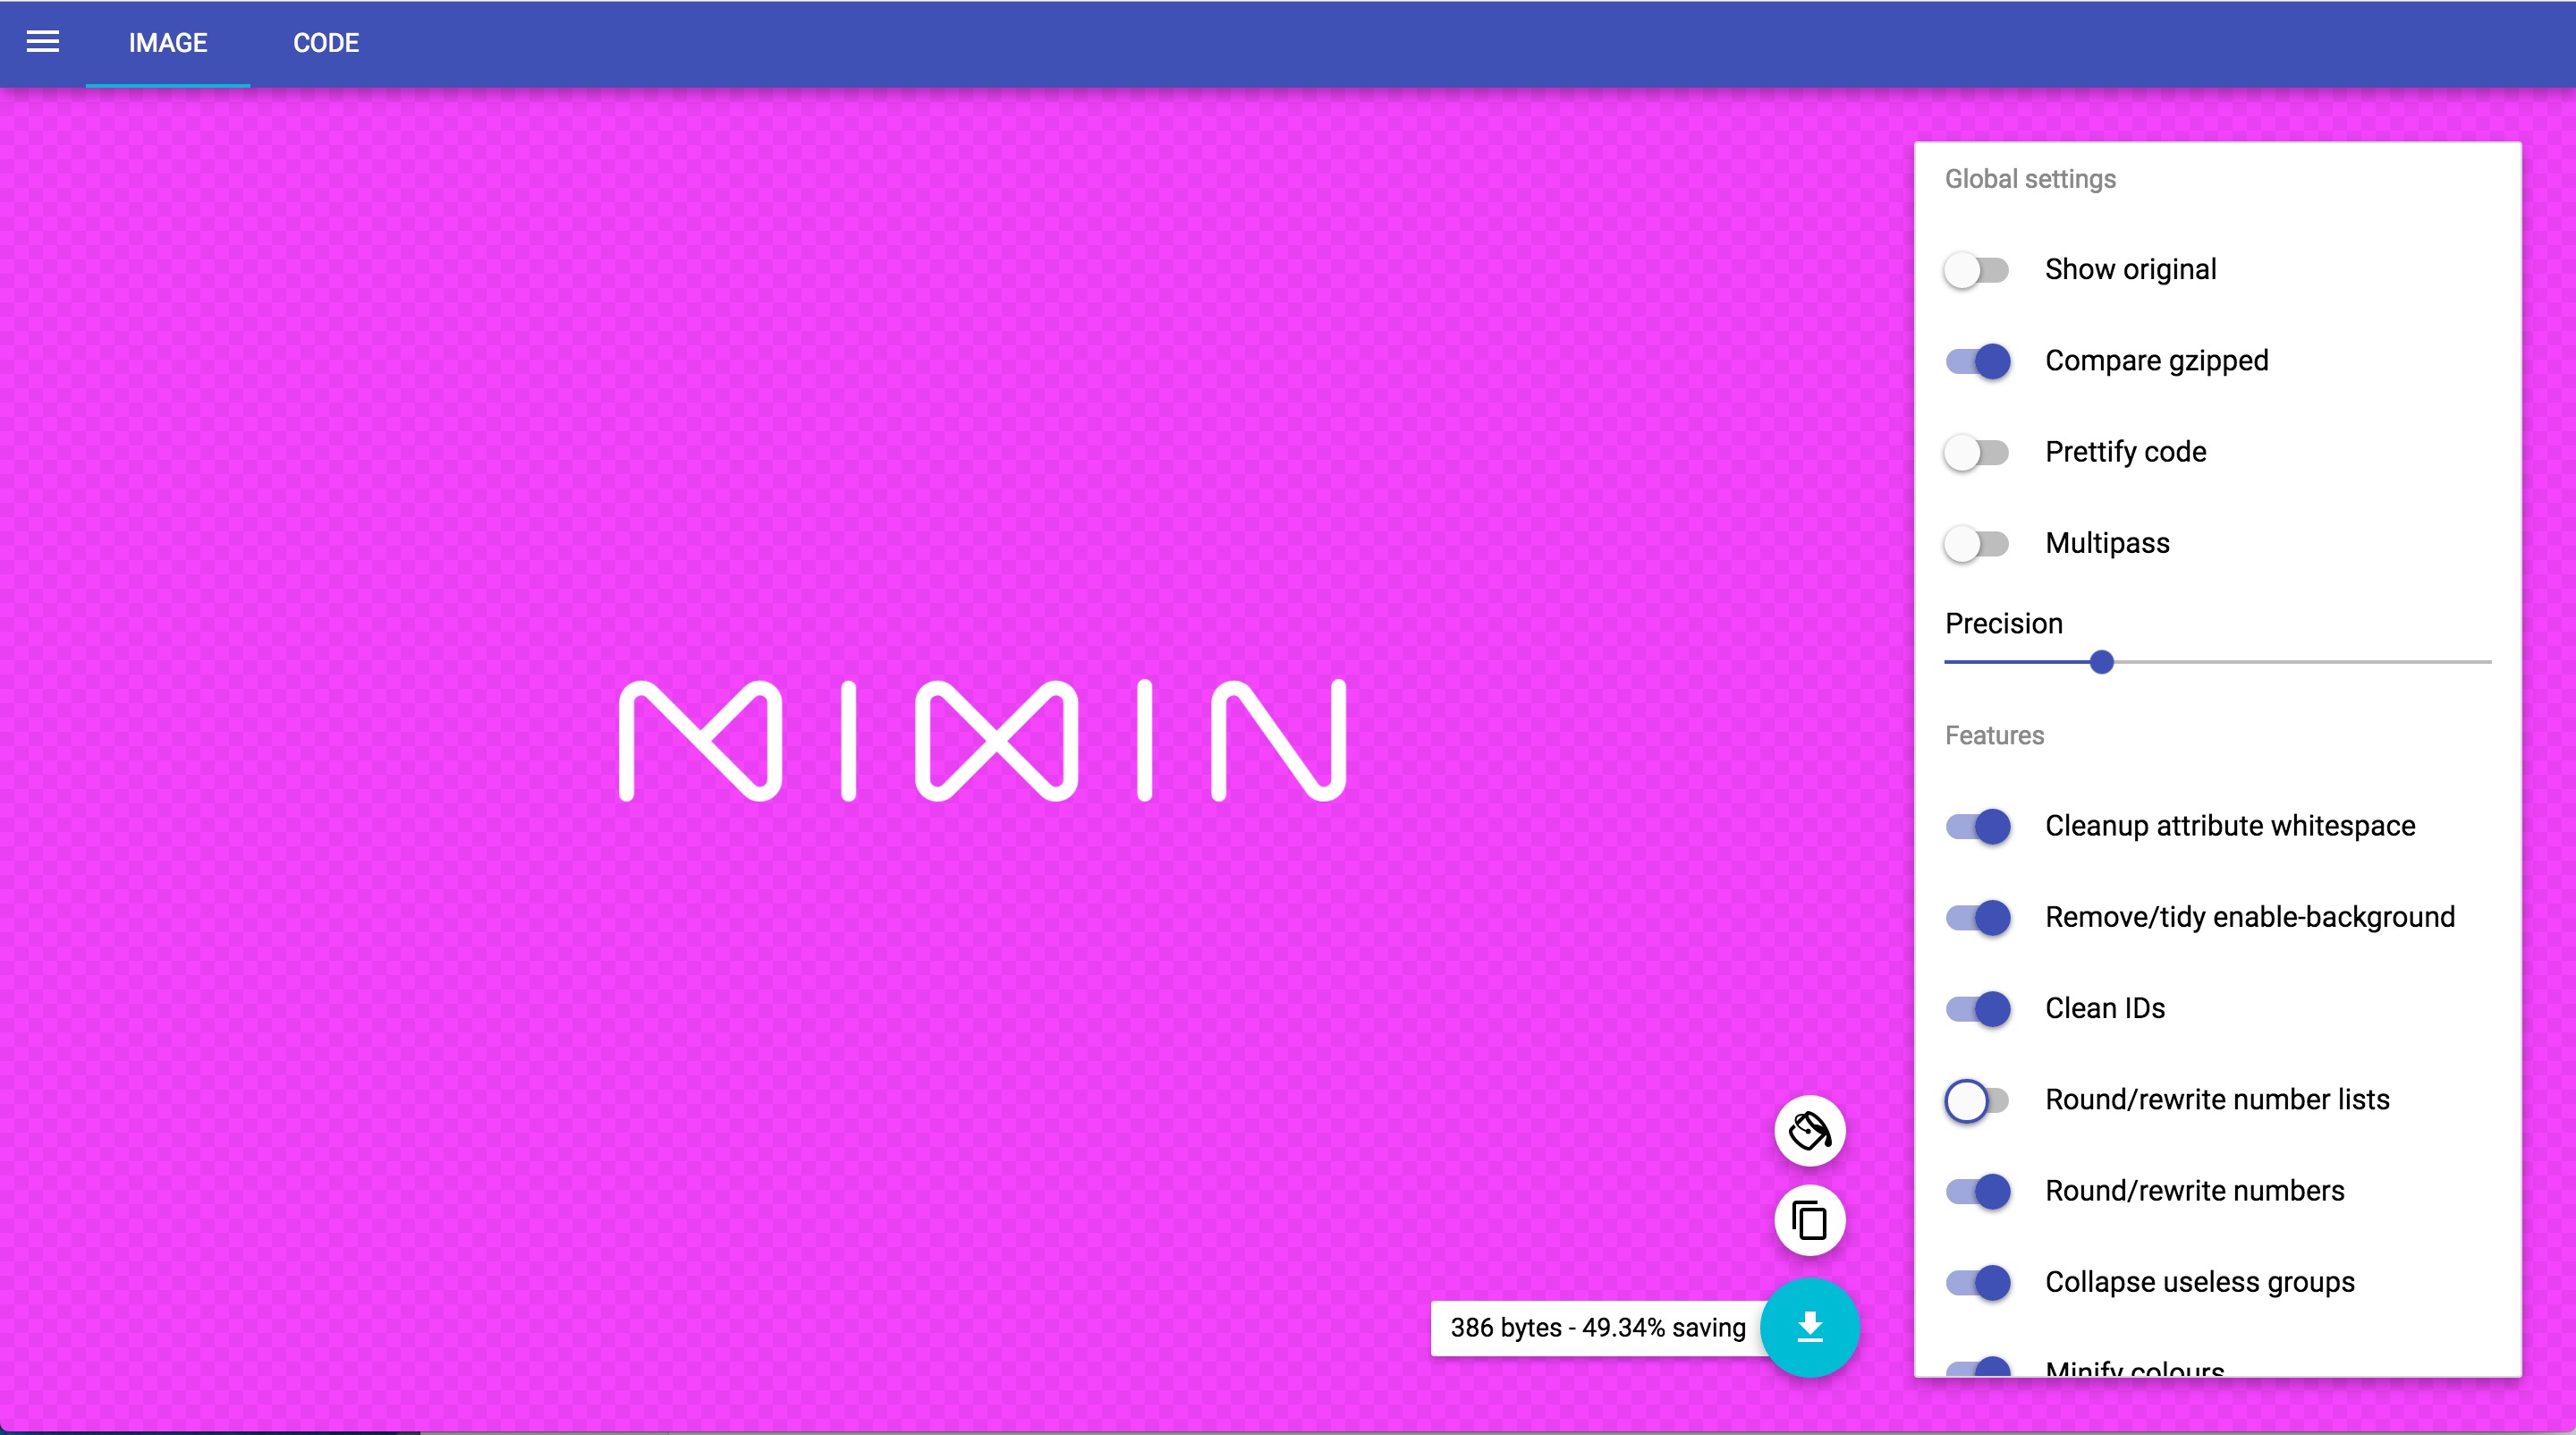 IMAGE
CODE
MIXIN
Global settings
Show original
Compare gzipped
Prettify code
Multipass
Precision
Features
Cleanup attribute whitespace
Remove/tidy enable-background
Clean IDs
Round/rewrite number lists
Round/rewrite numbers
Collapse useless groups
Minify colours
386 bytes - 49.34% saving